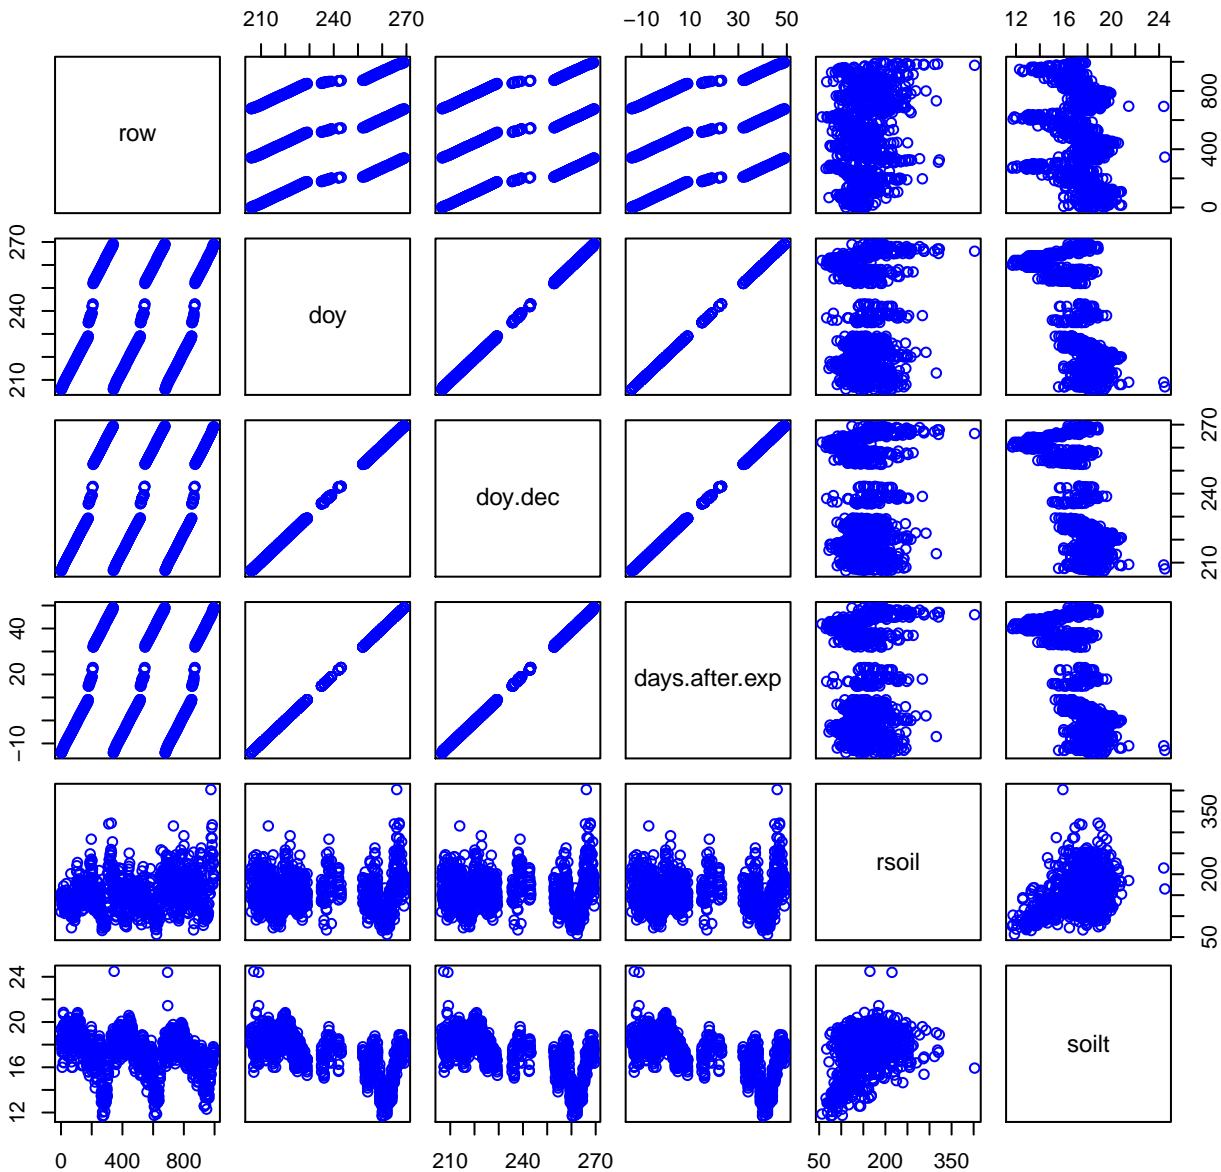 210 240 270 −10 10 30 50 12 16 20 24
row 0 400 800
210 240 270 doy
doy.dec 210 240 270
−10 20 40 days.after.exp
rsoil 50 200 350
12 16 20 24 soilt
0 400 800 210 240 270 50 200 350